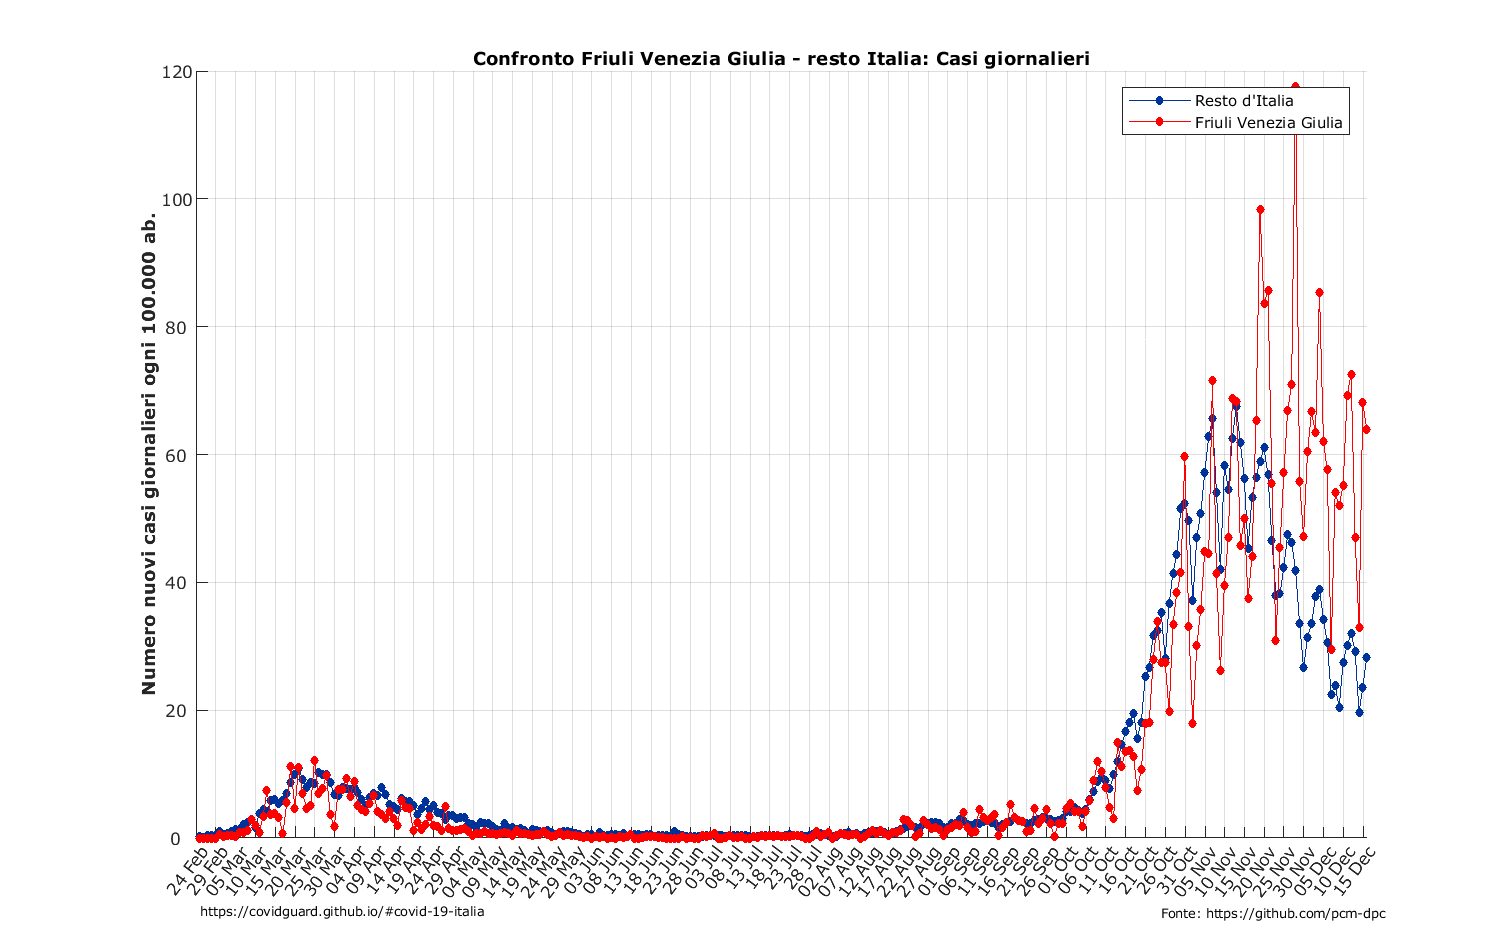 Confronto Friuli Venezia Giulia - resto Italia: Casi giornalieri
Resto d'Italia
Friuli Venezia Giulia
Numero nuovi casi giornalieri ogni 100.000 ab.
120
100
80
60
40
20
0
24 Feb
29 Feb
05 Mar
10 Mar
15 Mar
20 Mar
25 Mar
30 Mar
04 Apr
09 Apr
14 Apr
19 Apr
24 Apr
29 Apr
04 May
09 May
14 May
19 May
24 May
29 May
03 Jun
08 Jun
13 Jun
18 Jun
23 Jun
28 Jun
03 Jul
08 Jul
13 Jul
18 Jul
23 Jul
28 Jul
02 Aug
07 Aug
12 Aug
17 Aug
22 Aug
27 Aug
01 Sep
06 Sep
11 Sep
16 Sep
21 Sep
26 Sep
01 Oct
06 Oct
11 Oct
16 Oct
21 Oct
26 Oct
31 Oct
05 Nov
10 Nov
15 Nov
20 Nov
25 Nov
30 Nov
05 Dec
10 Dec
15 Dec
https://covidguard.github.io/#covid-19-italia
Fonte: https://github.com/pcm-dpc